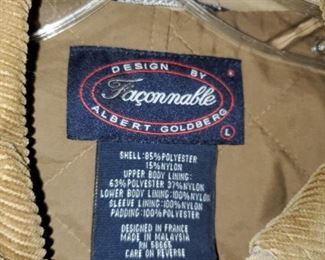 DESIGN BY
Façonnable
ALBERT GOLDBERG
L
SHELL: 85% POLYESTER
15% NYLON
UPPER BODY LINING:
63% POLYESTER 37% NYLON
LOWER BODY LINING: 100% NYLON
SLEEVE LINING: 100% NYLON
PADDING: 100% POLYESTER
DESIGNED IN FRANCE
MADE IN MALAYSIA
RN 58665
CARE ON REVERSE